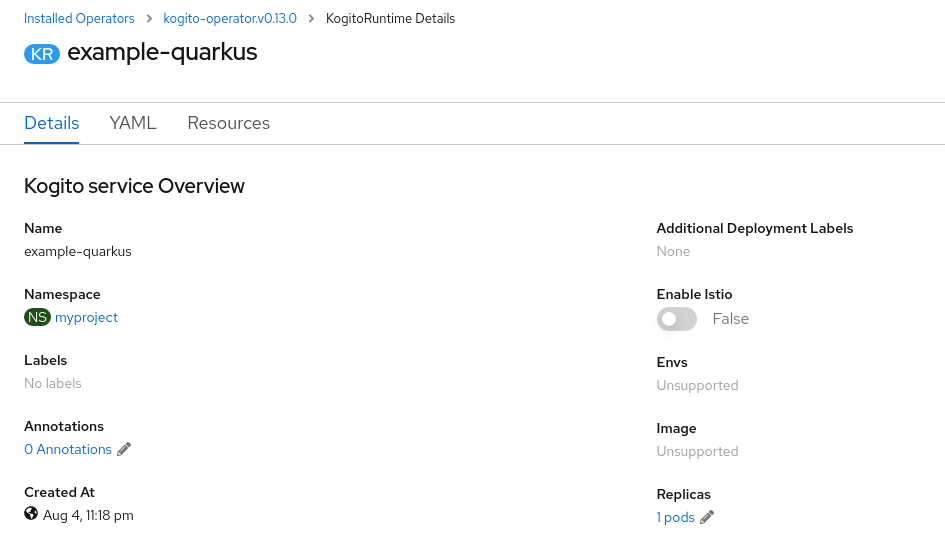 Installed Operators > kogito-operator.v0.13.0 > KogitoRuntime Details
KR example-quarkus
Details YAML Resources
Kogito service Overview
Name
example-quarkus
Namespace
NS myproject
Labels
No labels
Annotations
0 Annotations
Created At
Aug 4, 11:18 pm
Additional Deployment Labels
None
Enable Istio
False
Envs
Unsupported
Image
Unsupported
Replicas
1 pods